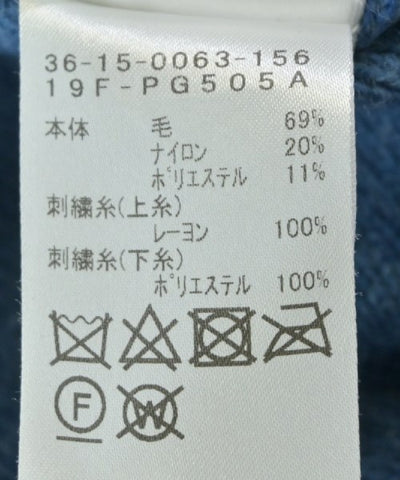 36-15-0063-156
19F-PG505A
本体 毛 69%
ナイロン 20%
ポリエステル 11%
刺繍糸(上糸)
レーヨン 100%
刺繍糸(下糸)
ポリエステル 100%
F W